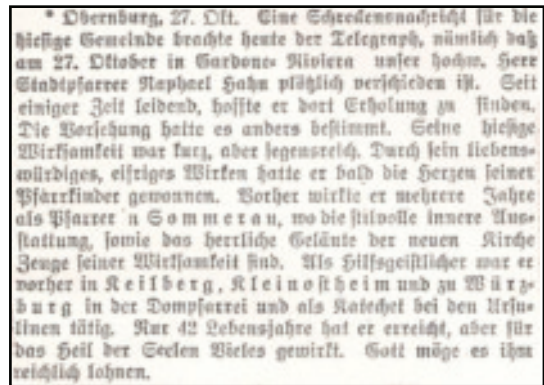 * Obernburg, 27. Okt. Eine Schreckensnachricht für die
hiesige Gemeinde brachte heute der Telegraph, nämlich daß
am 27. Oktober in Gardone-Riviera unser hochw. Herr
Stadtpfarrer Raphael Hahn plötzlich verschieden ist. Seit
einiger Zeit leidend, hoffte er dort Erholung zu finden.
Die Vorsehung hatte es anders bestimmt. Seine hiesige
Wirksamkeit war kurz, aber segensreich. Durch sein liebens-
würdiges, eifriges Wirken hatte er bald die Herzen seiner
Pfarrkinder gewonnen. Vorher wirkte er mehrere Jahre
als Pfarrer in Sommerau, wo die stilvolle innere Aus-
stattung, sowie das herrliche Geläute der neuen Kirche
Zeuge seiner Wirksamkeit sind. Als Hilfsgeistlicher war er
vorher in Keilberg, Kleinostheim und zu Würz-
burg in der Dompfarrei und als Katechet bei den Ursu-
linen tätig. Nur 42 Lebensjahre hat er erreicht, aber für
das Heil der Seelen Vieles gewirkt. Gott möge es ihm
reichlich lohnen.